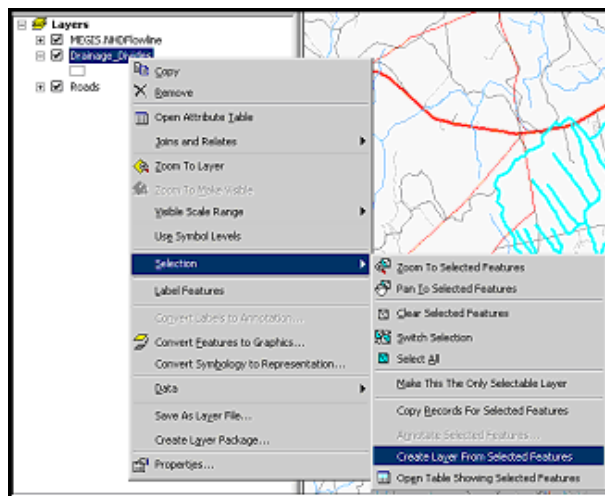 Layers
MEGIS.NHDFlowline
Drainage_Divides
Roads
Copy
Remove
Open Attribute Table
Joins and Relates
Zoom To Layer
Zoom To Make Visible
Visible Scale Range
Use Symbol Levels
Selection
Label Features
Convert Labels to Annotation...
Convert Features to Graphics...
Convert Symbology to Representation...
Data
Save As Layer File...
Create Layer Package...
Properties...
Zoom To Selected Features
Pan To Selected Features
Clear Selected Features
Switch Selection
Select All
Make This The Only Selectable Layer
Copy Records For Selected Features
Annotate Selected Features...
Create Layer From Selected Features
Open Table Showing Selected Features